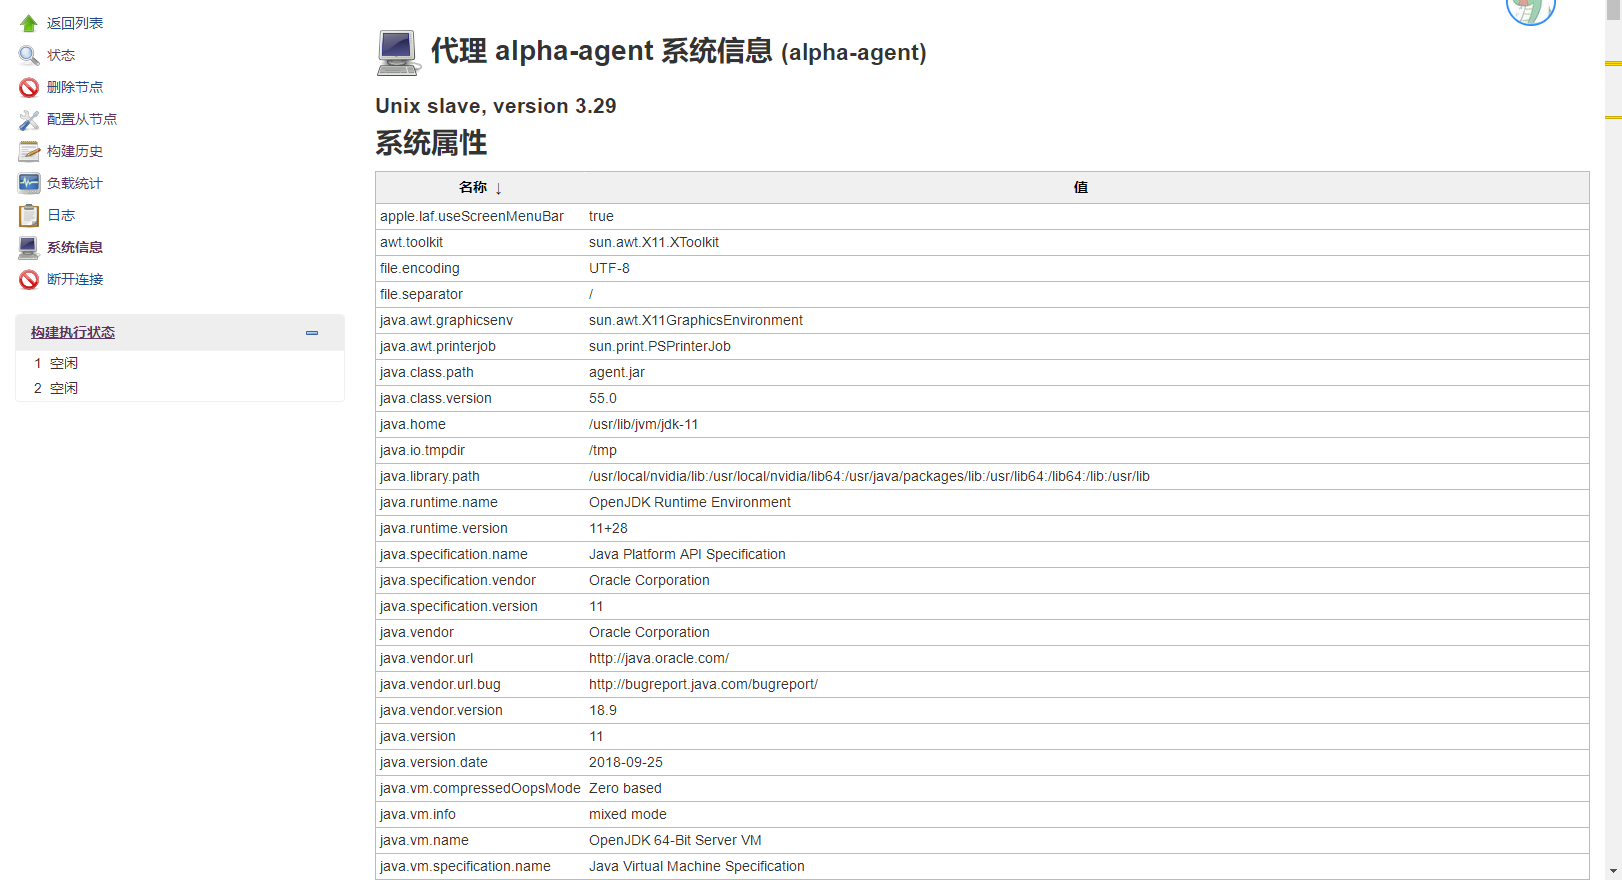 返回列表
状态
删除节点
配置从节点
构建历史
负载统计
日志
系统信息
断开连接
构建执行状态
1 空闲
2 空闲
代理 alpha-agent 系统信息 (alpha-agent)
Unix slave, version 3.29
系统属性
名称 ↓ 值
apple.laf.useScreenMenuBar true
awt.toolkit sun.awt.X11.XToolkit
file.encoding UTF-8
file.separator /
java.awt.graphicsenv sun.awt.X11GraphicsEnvironment
java.awt.printerjob sun.print.PSPrinterJob
java.class.path agent.jar
java.class.version 55.0
java.home /usr/lib/jvm/jdk-11
java.io.tmpdir /tmp
java.library.path /usr/local/nvidia/lib:/usr/local/nvidia/lib64:/usr/java/packages/lib:/usr/lib64:/lib64:/lib:/usr/lib
java.runtime.name OpenJDK Runtime Environment
java.runtime.version 11+28
java.specification.name Java Platform API Specification
java.specification.vendor Oracle Corporation
java.specification.version 11
java.vendor Oracle Corporation
java.vendor.url http://java.oracle.com/
java.vendor.url.bug http://bugreport.java.com/bugreport/
java.vendor.version 18.9
java.version 11
java.version.date 2018-09-25
java.vm.compressedOopsMode Zero based
java.vm.info mixed mode
java.vm.name OpenJDK 64-Bit Server VM
java.vm.specification.name Java Virtual Machine Specification